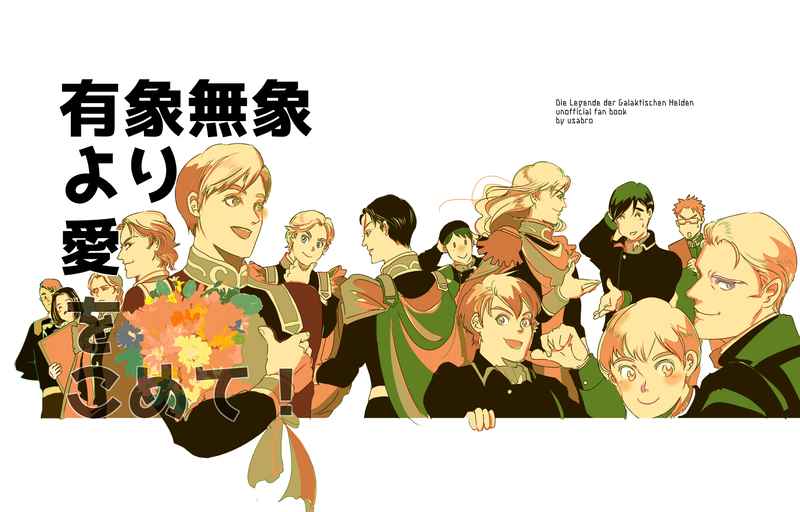 有象無象
より
愛
を
こめて！
Die Legende der Galaktischen Helden
unofficial fan book
by usabro